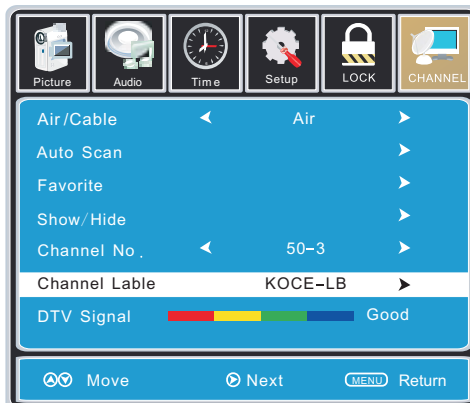 Picture Audio Time Setup LOCK CHANNEL
Air/Cable Air
Auto Scan
Favorite
Show/Hide
Channel No. 50-3
Channel Lable KOCE-LB
DTV Signal Good
Move Next MENU Return